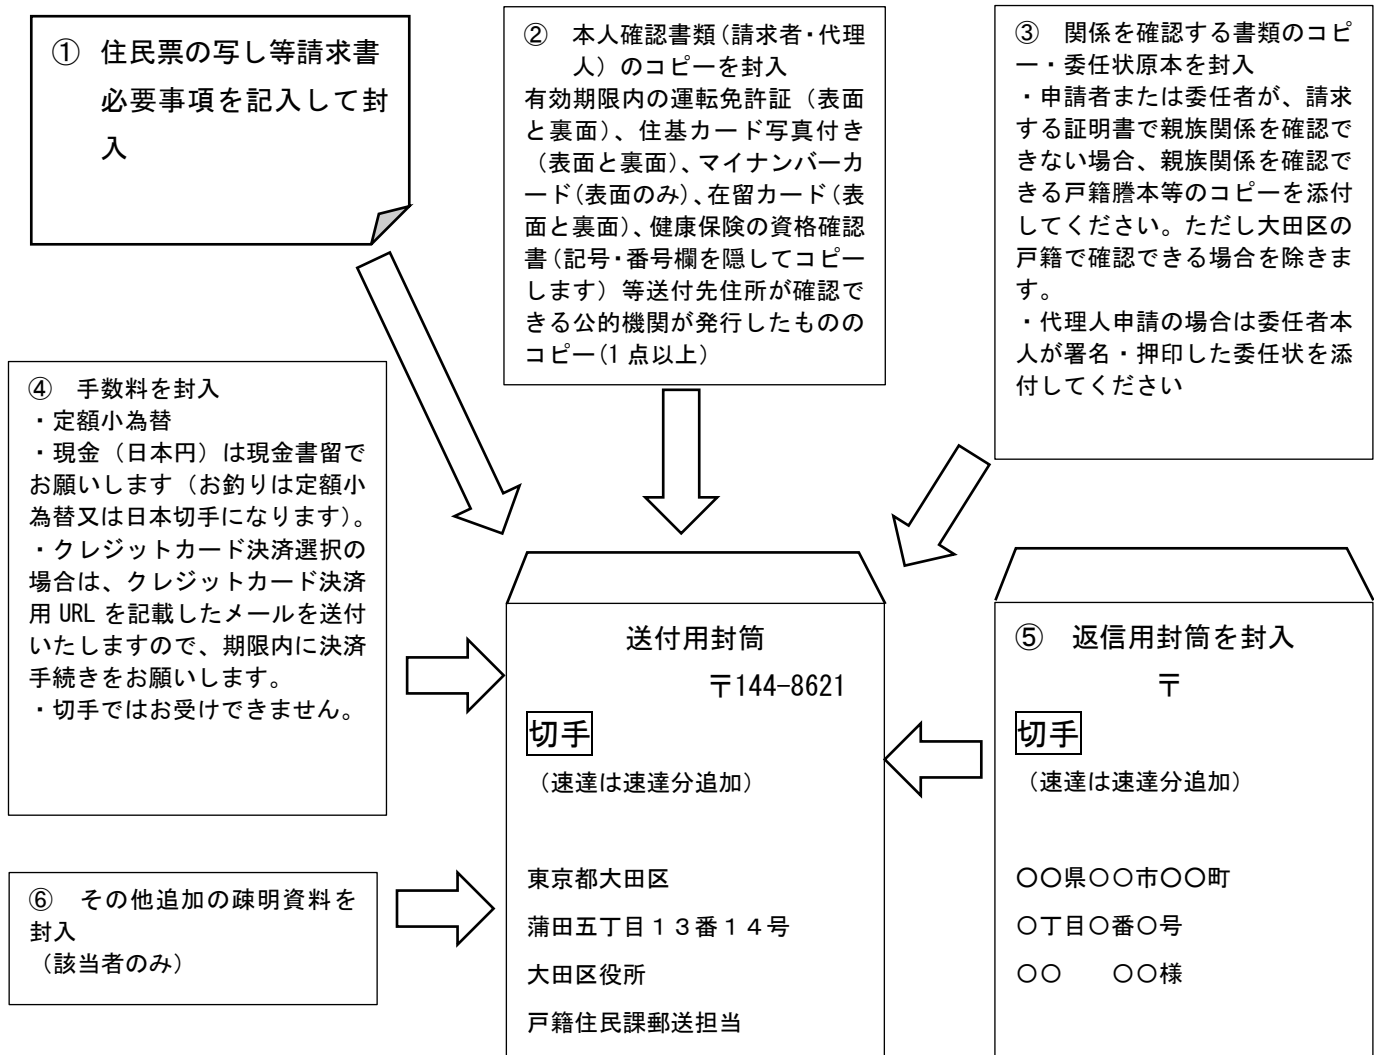 ① 住民票の写し等請求書
必要事項を記入して封
入
② 本人確認書類（請求者・代理
人）のコピーを封入
有効期限内の運転免許証（表面
と裏面）、住基カード写真付き
（表面と裏面）、マイナンバーカ
ード（表面のみ）、在留カード（表
面と裏面）、健康保険の資格確認
書（記号・番号欄を隠してコピー
します）等送付先住所が確認で
きる公的機関が発行したものの
コピー（1点以上）
③ 関係を確認する書類のコピ
ー・委任状原本を封入
・申請者または委任者が、請求
する証明書で親族関係を確認で
きない場合、親族関係を確認で
きる戸籍謄本等のコピーを添付
してください。ただし大田区の
戸籍で確認できる場合を除きま
す。
・代理人申請の場合は委任者本
人が署名・押印した委任状を添
付してください
④ 手数料を封入
・定額小為替
・現金（日本円）は現金書留で
お願いします（お釣りは定額小
為替又は日本切手になります）。
・クレジットカード決済選択の
場合は、クレジットカード決済
用 URL を記載したメールを送付
いたしますので、期限内に決済
手続きをお願いします。
・切手ではお受けできません。
送付用封筒
〒144-8621
切手
（速達は速達分追加）
東京都大田区
蒲田五丁目１３番１４号
大田区役所
戸籍住民課郵送担当
⑤ 返信用封筒を封入
〒
切手
（速達は速達分追加）
〇〇県〇〇市〇〇町
〇丁目〇番〇号
〇〇 〇〇様
⑥ その他追加の疎明資料を
封入
（該当者のみ）